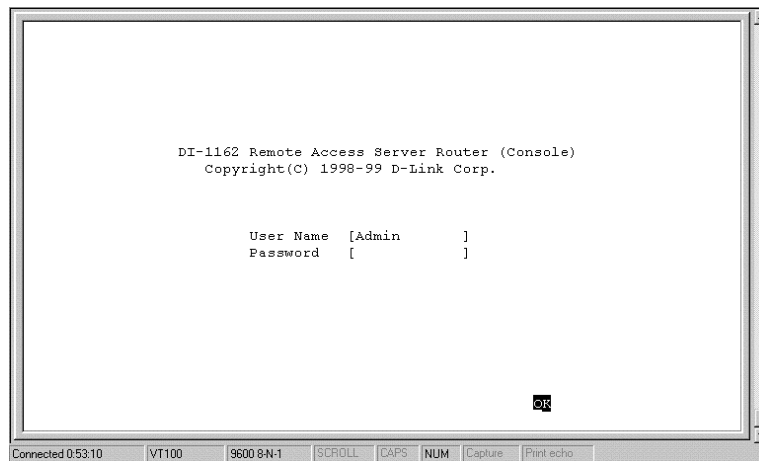 DI-1162 Remote Access Server Router (Console)
Copyright(C) 1998-99 D-Link Corp.
User Name [Admin ]
Password [ ]
OK
Connected 0:53:10 VT100 9600 8-N-1 SCROLL CAPS NUM Capture Print echo